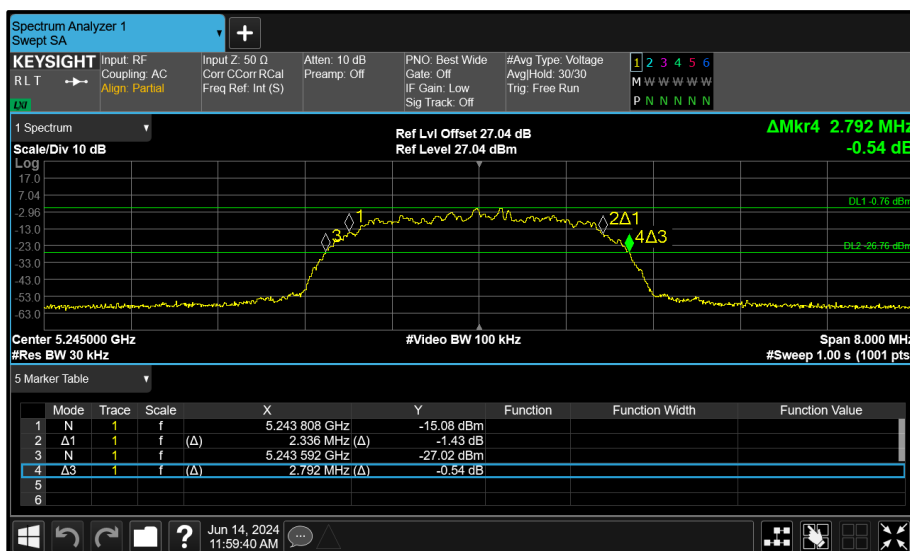 Spectrum Analyzer 1
Swept SA
+
KEYSIGHT
RLT
LXI
Input: RF
Coupling: AC
Align: Partial
Input Z: 50 Ω
Corr CCorr RCal
Freq Ref: Int (S)
Atten: 10 dB
Preamp: Off
PNO: Best Wide
Gate: Off
IF Gain: Low
Sig Track: Off
#Avg Type: Voltage
Avg|Hold: 30/30
Trig: Free Run
1 2 3 4 5 6
M W W W W W
P N N N N N
1 Spectrum
Scale/Div 10 dB
Ref Lvl Offset 27.04 dB
Ref Level 27.04 dBm
ΔMkr4 2.792 MHz
-0.54 dB
Log
17.0
7.04
-2.96
-13.0
-23.0
-33.0
-43.0
-53.0
-63.0
DL1 -0.76 dBm
1
2Δ1
3
4Δ3
DL2 -26.76 dBm
Center 5.245000 GHz
#Video BW 100 kHz
Span 8.000 MHz
#Res BW 30 kHz
#Sweep 1.00 s (1001 pts
5 Marker Table
Mode Trace Scale X Y Function Function Width Function Value
1 N 1 f 5.243 808 GHz -15.08 dBm
2 Δ1 1 f (Δ) 2.336 MHz (Δ) -1.43 dB
3 N 1 f 5.243 592 GHz -27.02 dBm
4 Δ3 1 f (Δ) 2.792 MHz (Δ) -0.54 dB
5
6
?
Jun 14, 2024
11:59:40 AM